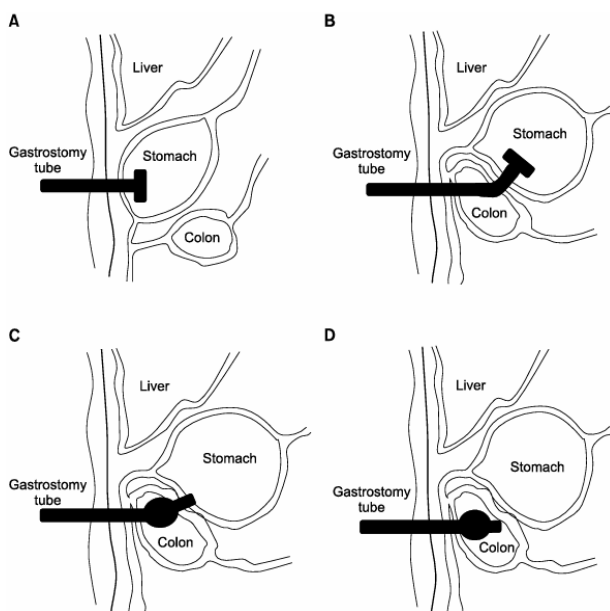 A
Liver
Gastrostomy
tube
Stomach
Colon
B
Liver
Gastrostomy
tube
Stomach
Colon
C
Liver
Gastrostomy
tube
Stomach
Colon
D
Liver
Gastrostomy
tube
Stomach
Colon